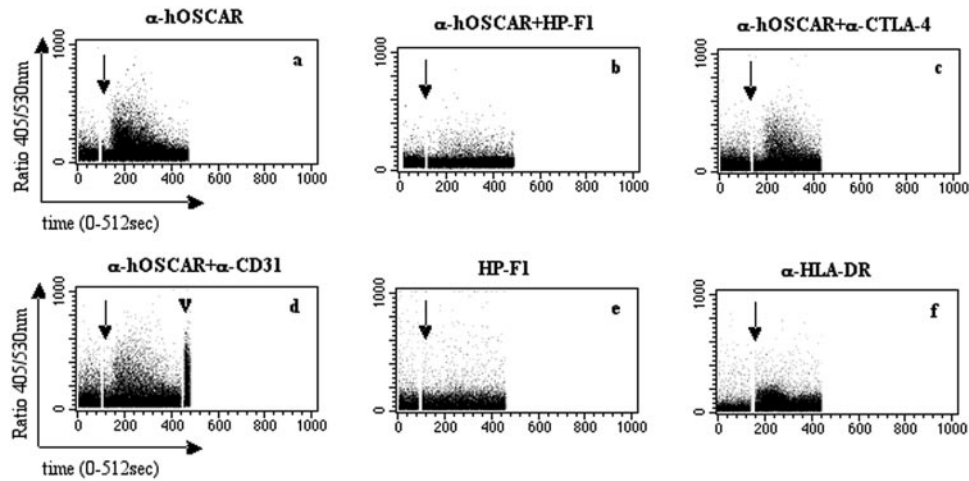 α-hOSCAR
α-hOSCAR+HP-F1
α-hOSCAR+α-CTLA-4
1000
a
0
0 200 400 600 800 1000
Ratio 405/530nm
time (0-512sec)
1000
b
0
0 200 400 600 800 1000
1000
c
0
0 200 400 600 800 1000
α-hOSCAR+α-CD31
HP-F1
α-HLA-DR
1000
V
d
0
0 200 400 600 800 1000
Ratio 405/530nm
time (0-512sec)
1000
e
0
0 200 400 600 800 1000
1000
f
0
0 200 400 600 800 1000